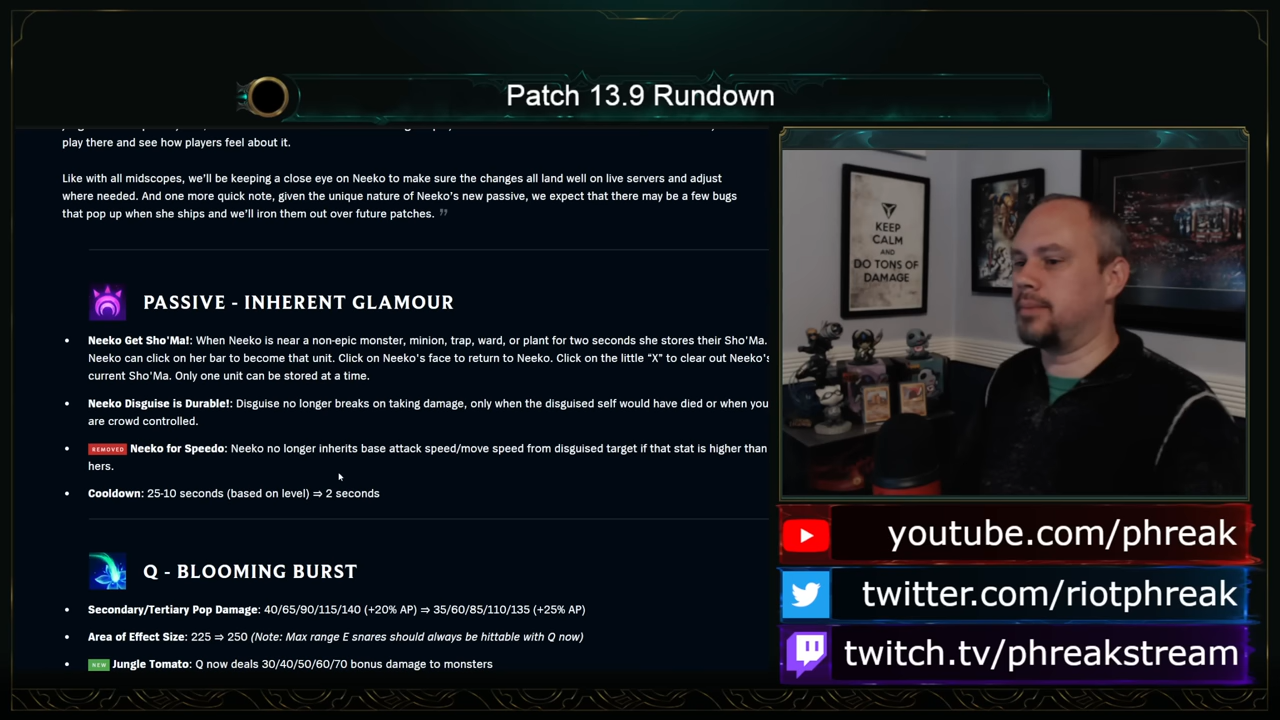 Patch 13.9 Rundown
play there and see how players feel about it.
Like with all midscopes, we'll be keeping a close eye on Neeko to make sure the changes all land well on live servers and adjust
where needed. And one more quick note, given the unique nature of Neeko's new passive, we expect that there may be a few bugs
that pop up when she ships and we'll iron them out over future patches. ”
PASSIVE - INHERENT GLAMOUR
• Neeko Get Sho'Ma!: When Neeko is near a non-epic monster, minion, trap, ward, or plant for two seconds she stores their Sho'Ma.
Neeko can click on her bar to become that unit. Click on Neeko's face to return to Neeko. Click on the little “X” to clear out Neeko's
current Sho'Ma. Only one unit can be stored at a time.
• Neeko Disguise is Durable!: Disguise no longer breaks on taking damage, only when the disguised self would have died or when you
are crowd controlled.
• REMOVED Neeko for Speedo: Neeko no longer inherits base attack speed/move speed from disguised target if that stat is higher than
hers.
• Cooldown: 25-10 seconds (based on level) ⇒ 2 seconds
Q - BLOOMING BURST
• Secondary/Tertiary Pop Damage: 40/65/90/115/140 (+20% AP) ⇒ 35/60/85/110/135 (+25% AP)
• Area of Effect Size: 225 ⇒ 250 (Note: Max range E snares should always be hittable with Q now)
• NEW Jungle Tomato: Q now deals 30/40/50/60/70 bonus damage to monsters
KEEP
CALM
AND
DO TONS OF
DAMAGE
youtube.com/phreak
twitter.com/riotphreak
twitch.tv/phreakstream